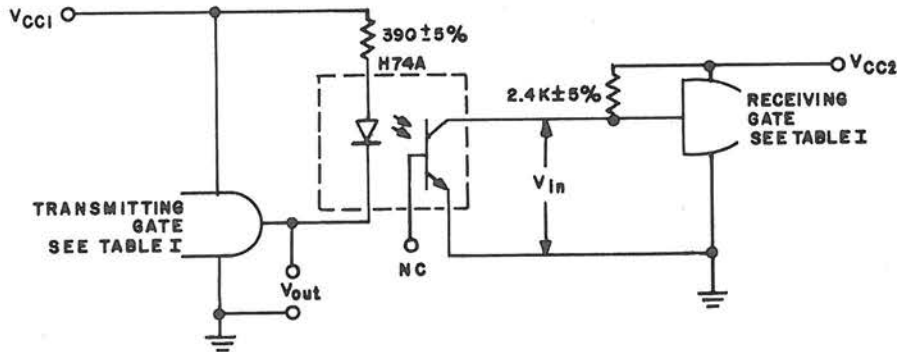 VCC1
390±5%
H74A
VCC2
2.4K±5%
RECEIVING
GATE
SEE TABLE I
Vin
TRANSMITTING
GATE
SEE TABLE I
NC
Vout